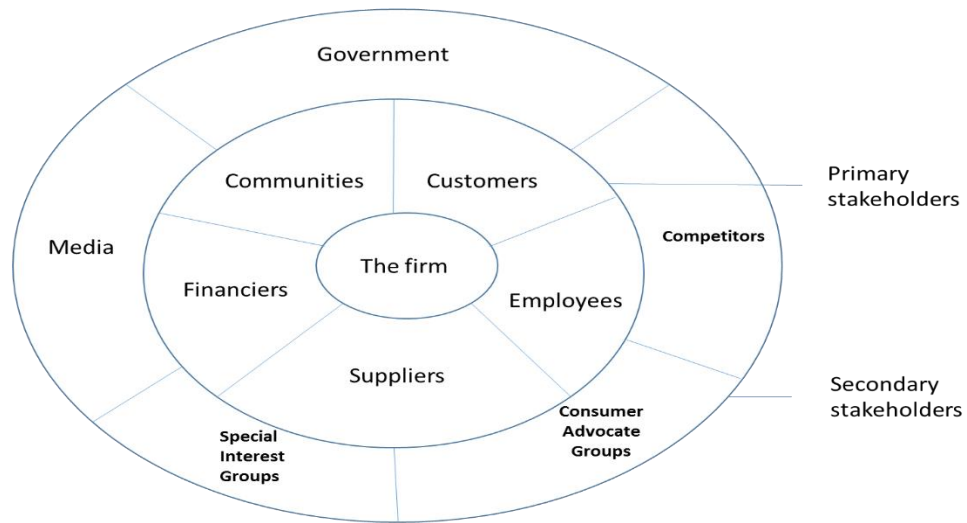 Government
Communities
Customers
Primary
stakeholders
Media
Competitors
The firm
Financiers
Employees
Suppliers
Secondary
stakeholders
Special
Interest
Groups
Consumer
Advocate
Groups